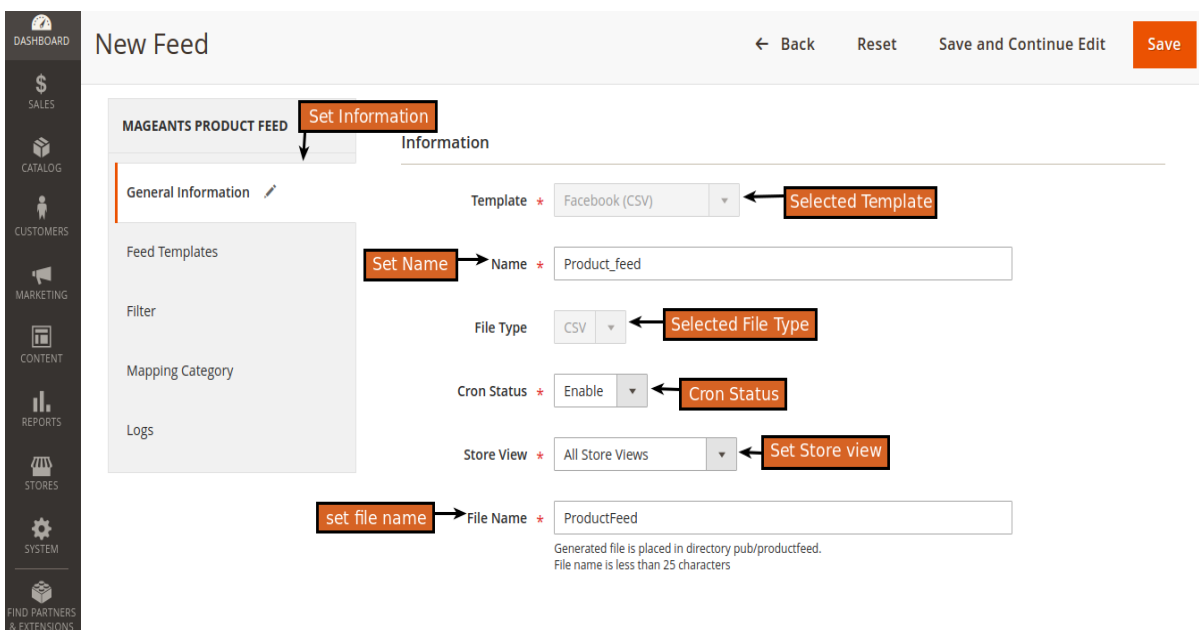 DASHBOARD
New Feed
← Back
Reset
Save and Continue Edit
Save
$
SALES
CATALOG
CUSTOMERS
MARKETING
CONTENT
REPORTS
STORES
SYSTEM
FIND PARTNERS
& EXTENSIONS
MAGEANTS PRODUCT FEED
Set Information
General Information
Feed Templates
Filter
Mapping Category
Logs
Information
Template * Facebook (CSV)
Selected Template
Set Name
Name * Product_feed
File Type CSV
Selected File Type
Cron Status * Enable
Cron Status
Store View * All Store Views
Set Store view
set file name
File Name * ProductFeed
Generated file is placed in directory pub/productfeed.
File name is less than 25 characters